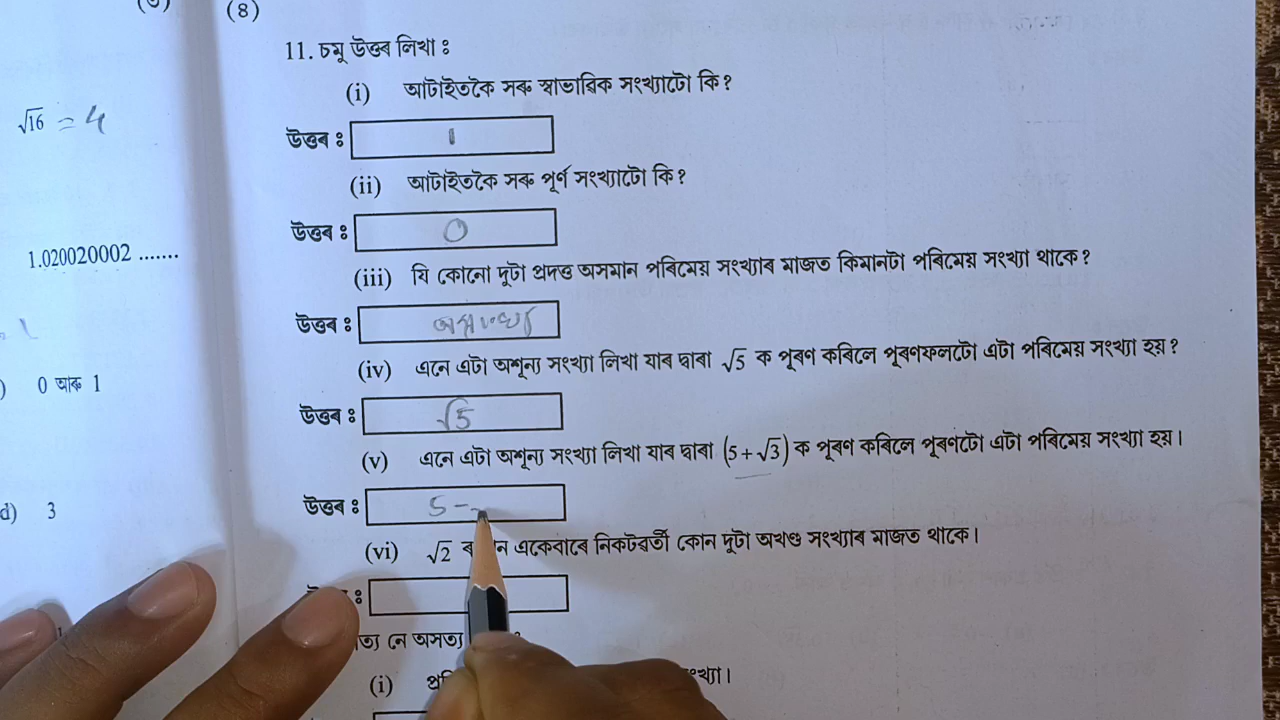 (8)
√16 = 4
1.020020002 .......
0 আৰু 1
d) 3
11. চমু উত্তৰ লিখা ঃ
(i) আটাইতকৈ সৰু স্বাভাৱিক সংখ্যাটো কি?
উত্তৰ ঃ 1
(ii) আটাইতকৈ সৰু পূৰ্ণ সংখ্যাটো কি?
উত্তৰ ঃ 0
(iii) যি কোনো দুটা প্ৰদত্ত অসমান পৰিমেয় সংখ্যাৰ মাজত কিমানটা পৰিমেয় সংখ্যা থাকে?
উত্তৰ ঃ অসংখ্য
(iv) এনে এটা অশূন্য সংখ্যা লিখা যাৰ দ্বাৰা √5 ক পূৰণ কৰিলে পূৰণফলটো এটা পৰিমেয় সংখ্যা হয়?
উত্তৰ ঃ √5
(v) এনে এটা অশূন্য সংখ্যা লিখা যাৰ দ্বাৰা (5 + √3) ক পূৰণ কৰিলে পূৰণটো এটা পৰিমেয় সংখ্যা হয়।
উত্তৰ ঃ 5 -
(vi) √2 ৰ একেবাৰে নিকটৱৰ্তী কোন দুটা অখণ্ড সংখ্যাৰ মাজত থাকে।
নে অসত্য
(i)